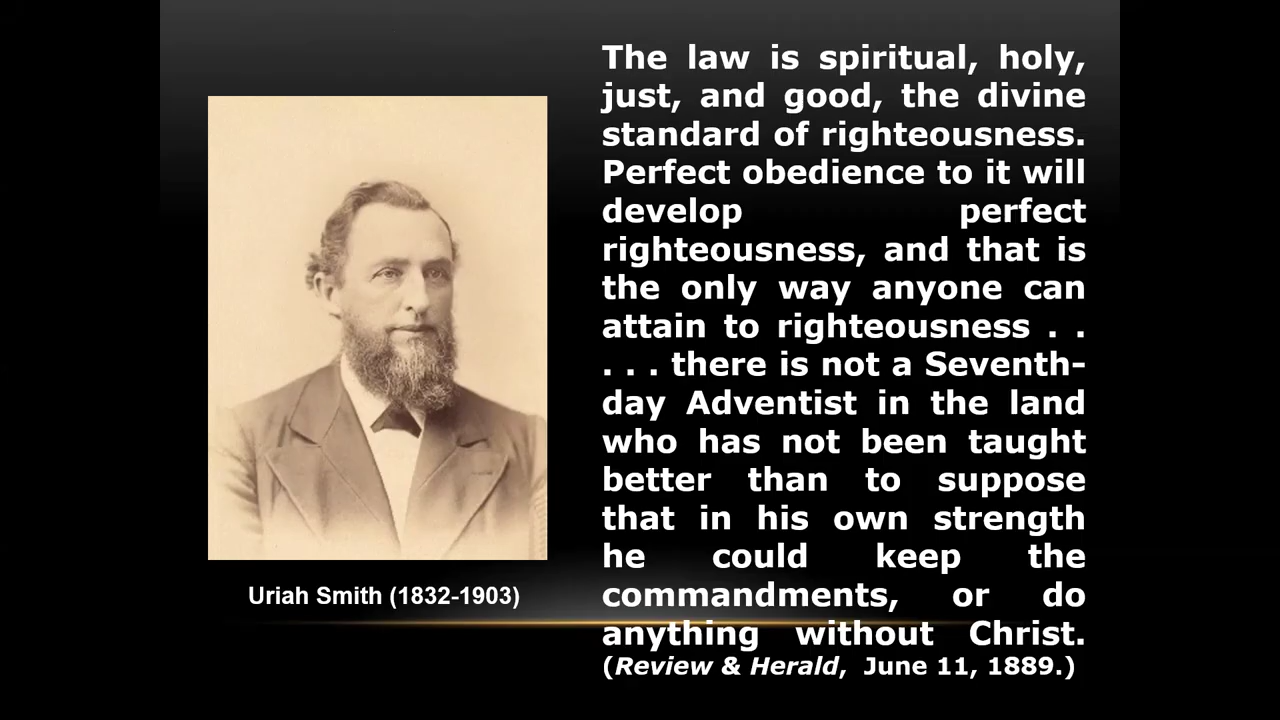 The law is spiritual, holy,
just, and good, the divine
standard of righteousness.
Perfect obedience to it will
develop perfect
righteousness, and that is
the only way anyone can
attain to righteousness . .
. . . there is not a Seventh-
day Adventist in the land
who has not been taught
better than to suppose
that in his own strength
he could keep the
commandments, or do
anything without Christ.
(Review & Herald, June 11, 1889.)
Uriah Smith (1832-1903)